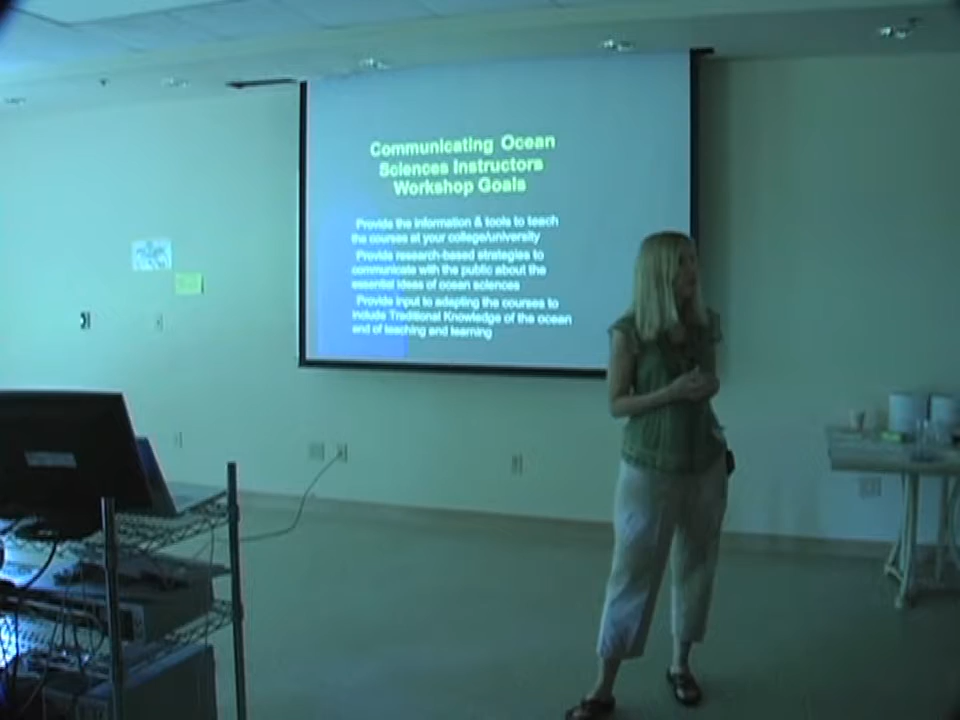 Communicating Ocean
Sciences Instructors
Workshop Goals
Provide the information & tools to teach
the courses at your college/university
Provide research-based strategies to
communicate with the public about the
essential ideas of ocean sciences
Provide input to adapting the courses to
include Traditional Knowledge of the ocean
and of teaching and learning